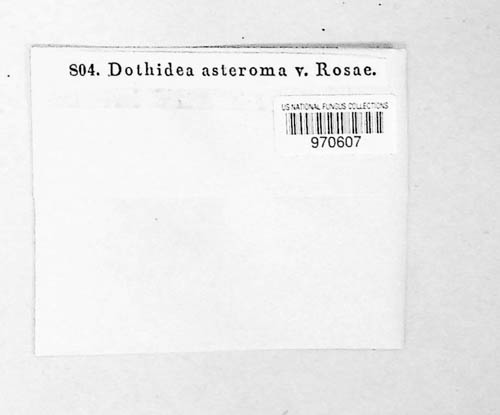 804. Dothidea asteroma v. Rosae.
US NATIONAL FUNGUS COLLECTIONS
970607